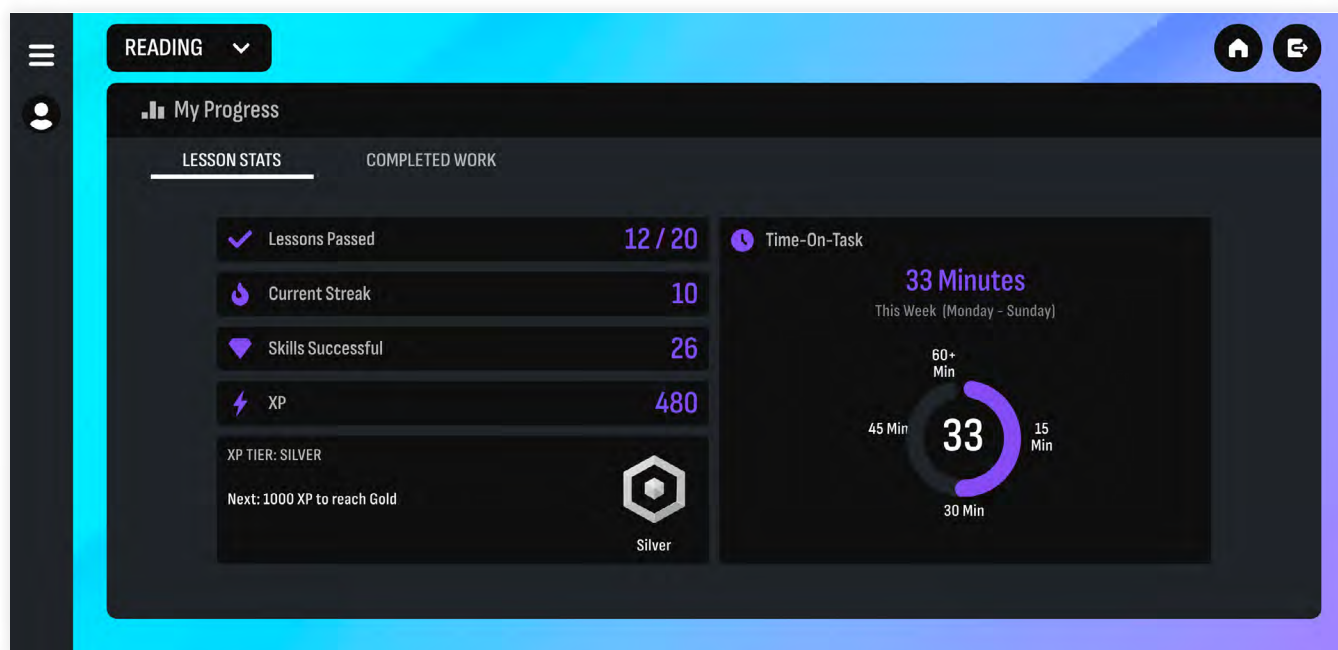 READING
My Progress
LESSON STATS
COMPLETED WORK
Lessons Passed
12 / 20
Current Streak
10
Skills Successful
26
XP
480
XP TIER: SILVER
Next: 1000 XP to reach Gold
Silver
Time-On-Task
33 Minutes
This Week (Monday - Sunday)
60+
Min
45 Min
33
15
Min
30 Min